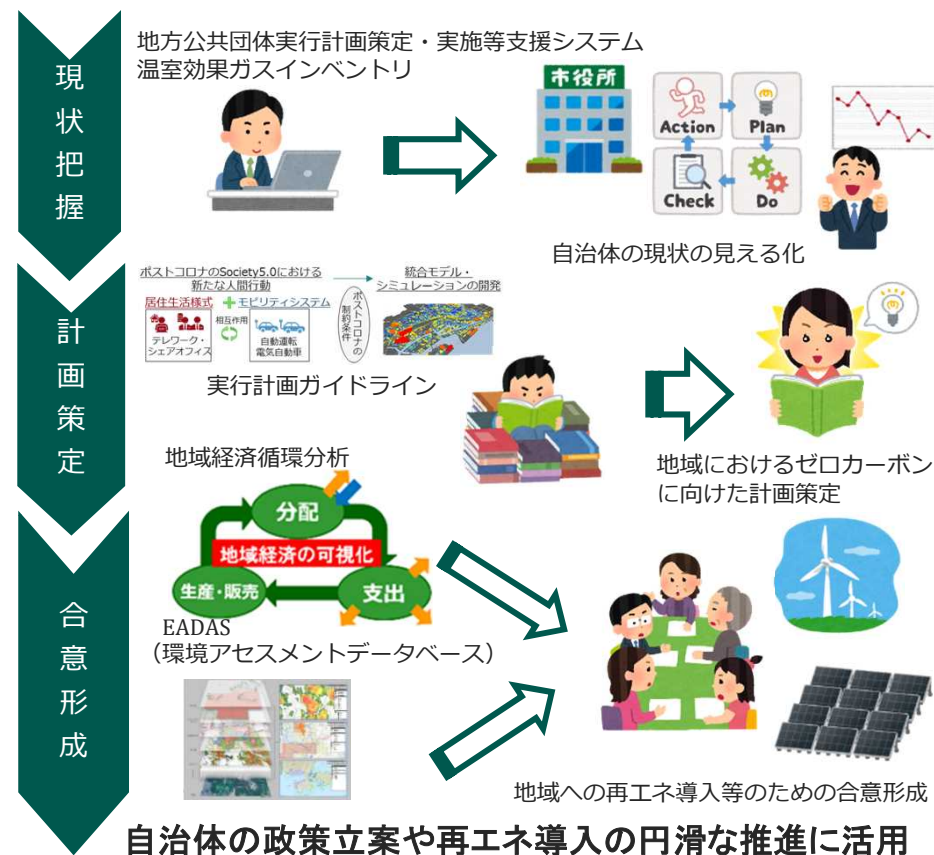 現状把握
地方公共団体実行計画策定・実施等支援システム
温室効果ガスインベントリ
市役所
Action
Plan
Check
Do
自治体の現状の見える化
計画策定
ポストコロナのSociety5.0における
新たな人間行動
統合モデル・
シミュレーションの開発
居住生活様式
モビリティシステム
相互作用
テレワーク・
シェアオフィス
自動運転
電気自動車
ポストコロナの
制約条件
実行計画ガイドライン
地域におけるゼロカーボン
に向けた計画策定
地域経済循環分析
分配
地域経済の可視化
生産・販売
支出
合意形成
EADAS
（環境アセスメントデータベース）
地域への再エネ導入等のための合意形成
自治体の政策立案や再エネ導入の円滑な推進に活用